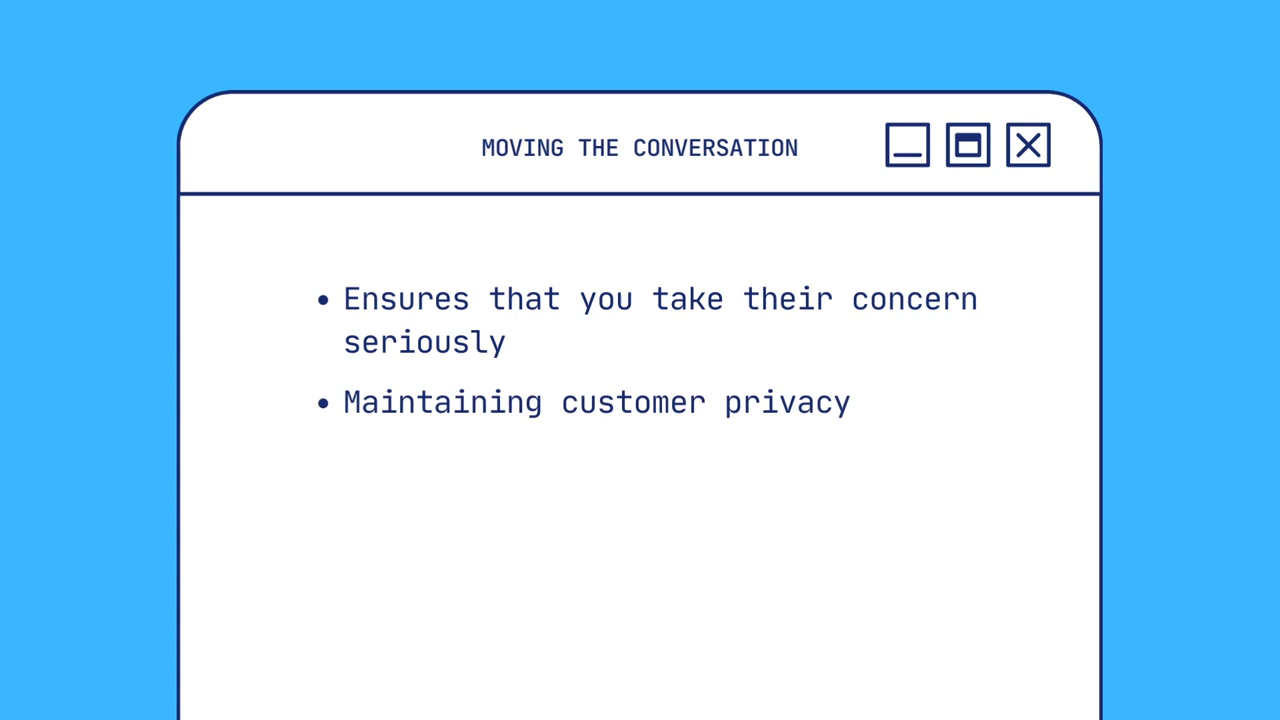 MOVING THE CONVERSATION
• Ensures that you take their concern
seriously
• Maintaining customer privacy